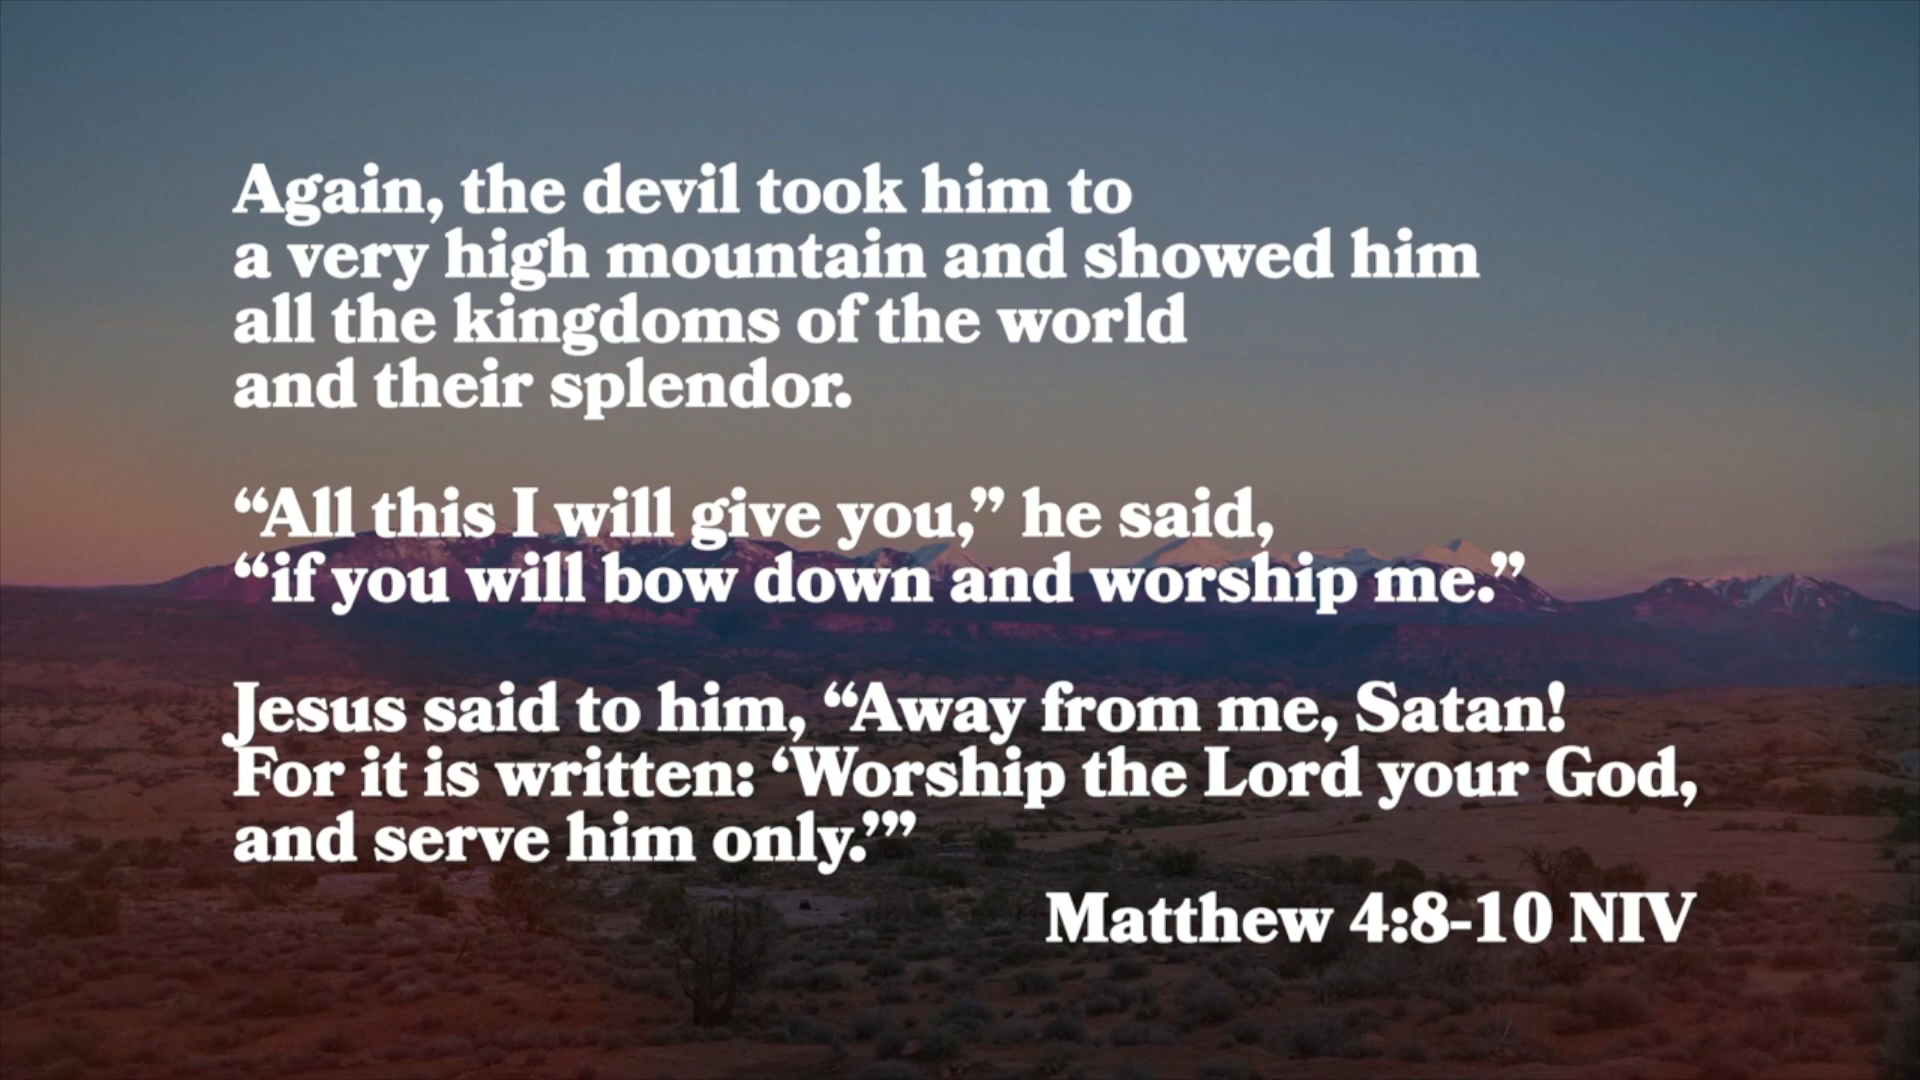 Again, the devil took him to
a very high mountain and showed him
all the kingdoms of the world
and their splendor.
“All this I will give you,” he said,
“if you will bow down and worship me.”
Jesus said to him, “Away from me, Satan!
For it is written: ‘Worship the Lord your God,
and serve him only.’”
Matthew 4:8-10 NIV